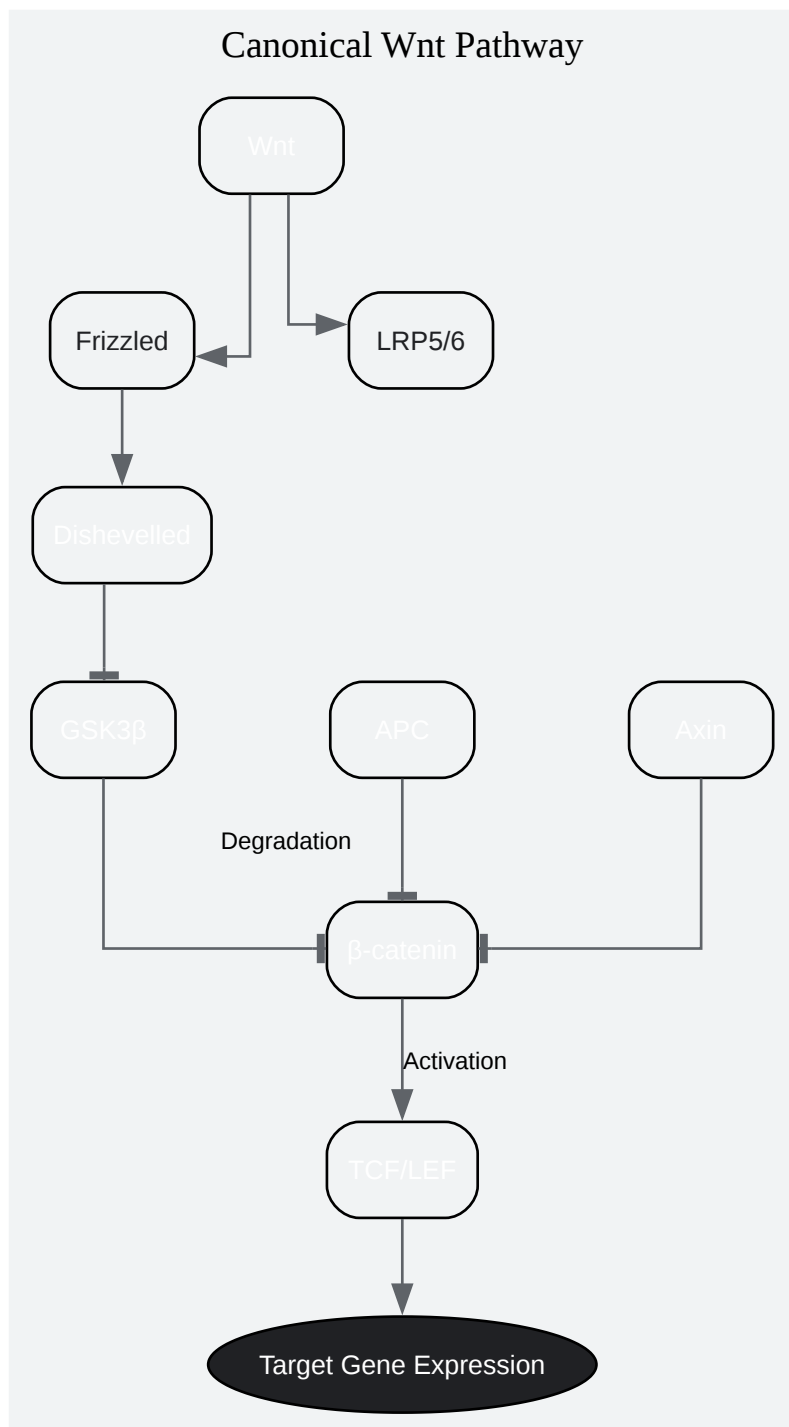 Canonical Wnt Pathway
Wnt
Frizzled
LRP5/6
Dishevelled
GSK3β
APC
Axin
Degradation
β-catenin
Activation
TCF/LEF
Target Gene Expression